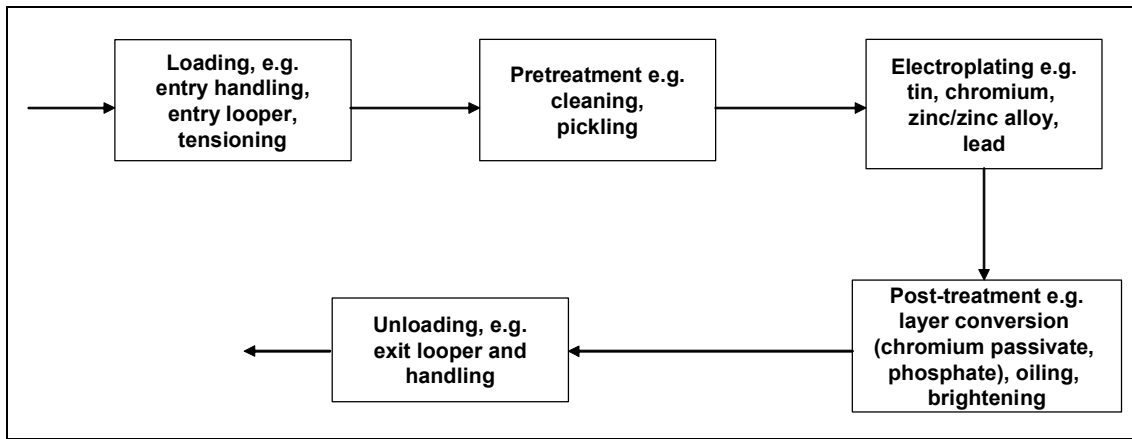 Loading, e.g.
entry handling,
entry looper,
tensioning
Pretreatment e.g.
cleaning,
pickling
Electroplating e.g.
tin, chromium,
zinc/zinc alloy,
lead
Post-treatment e.g.
layer conversion
(chromium passivate,
phosphate), oiling,
brightening
Unloading, e.g.
exit looper and
handling